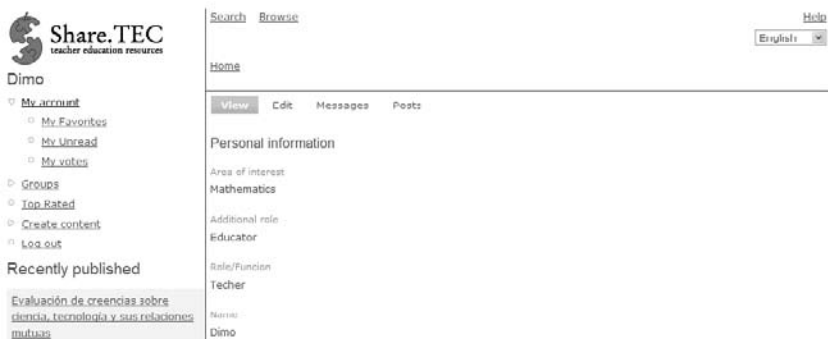 Share.TEC
teacher education resources
Dimo
My account
My Favorites
My Unread
My votes
Groups
Top Rated
Create content
Log out
Recently published
Evaluación de creencias sobre
ciencia, tecnología y sus relaciones
mutuas
Search Browse
Help
English
Home
View Edit Messages Posts
Personal information
Area of interest
Mathematics
Additional role
Educator
Role/Funcion
Techer
Name
Dimo